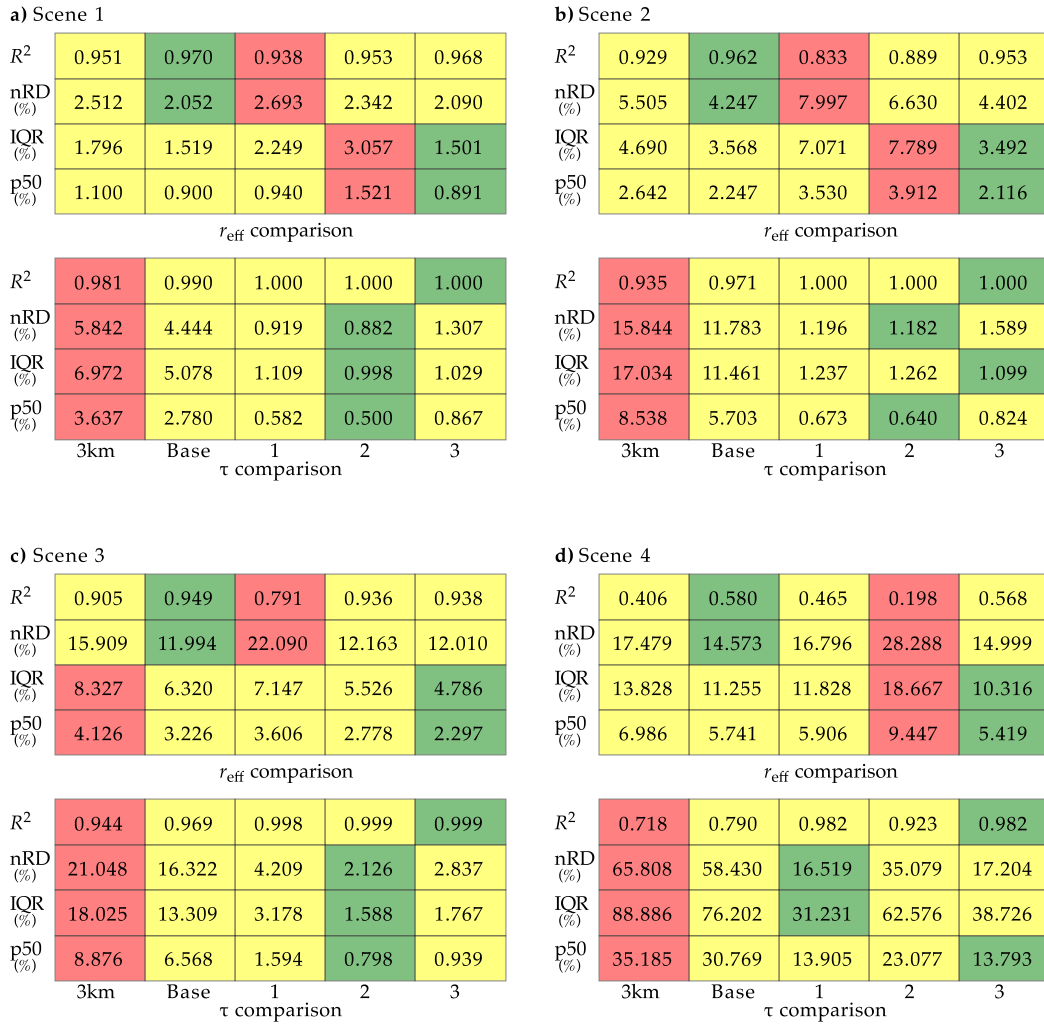 a) Scene 1
R² 0.951 0.970 0.938 0.953 0.968
nRD (%) 2.512 2.052 2.693 2.342 2.090
IQR (%) 1.796 1.519 2.249 3.057 1.501
p50 (%) 1.100 0.900 0.940 1.521 0.891
r_eff comparison
R² 0.981 0.990 1.000 1.000 1.000
nRD (%) 5.842 4.444 0.919 0.882 1.307
IQR (%) 6.972 5.078 1.109 0.998 1.029
p50 (%) 3.637 2.780 0.582 0.500 0.867
3km Base 1 2 3
τ comparison
b) Scene 2
R² 0.929 0.962 0.833 0.889 0.953
nRD (%) 5.505 4.247 7.997 6.630 4.402
IQR (%) 4.690 3.568 7.071 7.789 3.492
p50 (%) 2.642 2.247 3.530 3.912 2.116
r_eff comparison
R² 0.935 0.971 1.000 1.000 1.000
nRD (%) 15.844 11.783 1.196 1.182 1.589
IQR (%) 17.034 11.461 1.237 1.262 1.099
p50 (%) 8.538 5.703 0.673 0.640 0.824
3km Base 1 2 3
τ comparison
c) Scene 3
R² 0.905 0.949 0.791 0.936 0.938
nRD (%) 15.909 11.994 22.090 12.163 12.010
IQR (%) 8.327 6.320 7.147 5.526 4.786
p50 (%) 4.126 3.226 3.606 2.778 2.297
r_eff comparison
R² 0.944 0.969 0.998 0.999 0.999
nRD (%) 21.048 16.322 4.209 2.126 2.837
IQR (%) 18.025 13.309 3.178 1.588 1.767
p50 (%) 8.876 6.568 1.594 0.798 0.939
3km Base 1 2 3
τ comparison
d) Scene 4
R² 0.406 0.580 0.465 0.198 0.568
nRD (%) 17.479 14.573 16.796 28.288 14.999
IQR (%) 13.828 11.255 11.828 18.667 10.316
p50 (%) 6.986 5.741 5.906 9.447 5.419
r_eff comparison
R² 0.718 0.790 0.982 0.923 0.982
nRD (%) 65.808 58.430 16.519 35.079 17.204
IQR (%) 88.886 76.202 31.231 62.576 38.726
p50 (%) 35.185 30.769 13.905 23.077 13.793
3km Base 1 2 3
τ comparison